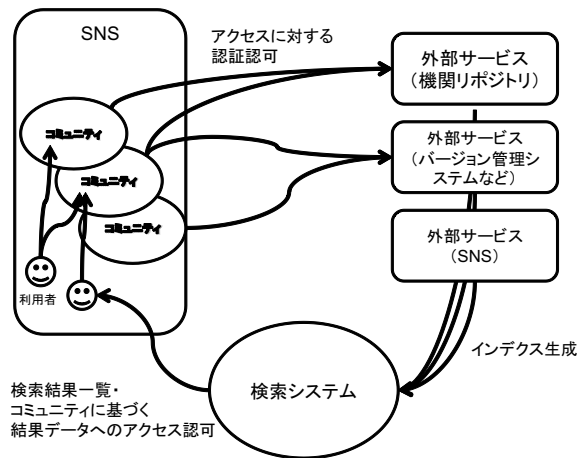 SNS
アクセスに対する
認証認可
外部サービス
（機関リポジトリ）
コミュニティ
コミュニティ
コミュニティ
外部サービス
（バージョン管理シ
ステムなど）
外部サービス
（SNS）
利用者
インデクス生成
検索システム
検索結果一覧・
コミュニティに基づく
結果データへのアクセス認可